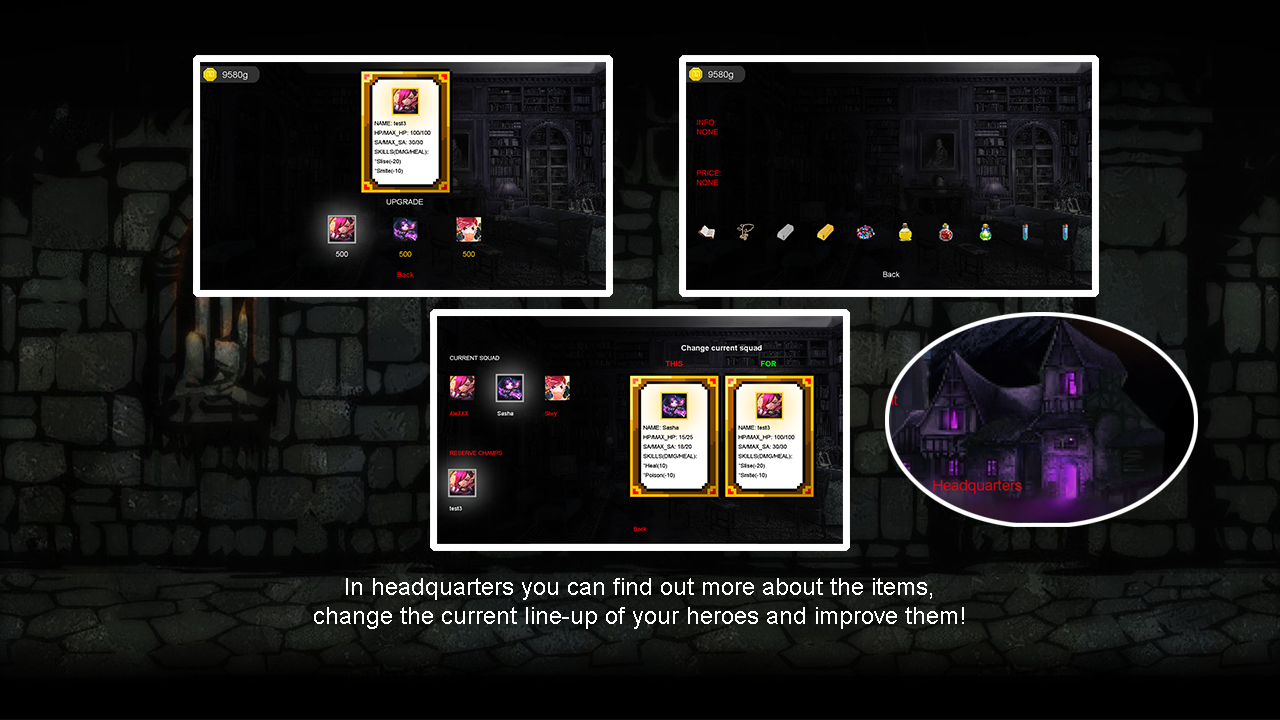 9580g
NAME: test3
HP/MAX_HP: 100/100
SA/MAX_SA: 30/30
SKILLS(DMG/HEAL):
*Slise(-20)
*Smite(-10)
UPGRADE
500 500 500
Back
9580g
INFO:
NONE
PRICE:
NONE
Back
CURRENT SQUAD
Sasha
RESERVE CHAMPS
test3
Change current squad
THIS FOR
NAME: Sasha
HP/MAX_HP: 15/25
SA/MAX_SA: 18/20
SKILLS(DMG/HEAL):
*Heal(10)
*Poison(-10)
NAME: test3
HP/MAX_HP: 100/100
SA/MAX_SA: 30/30
SKILLS(DMG/HEAL):
*Slise(-20)
*Smite(-10)
Back
Headquarters
In headquarters you can find out more about the items,
change the current line-up of your heroes and improve them!